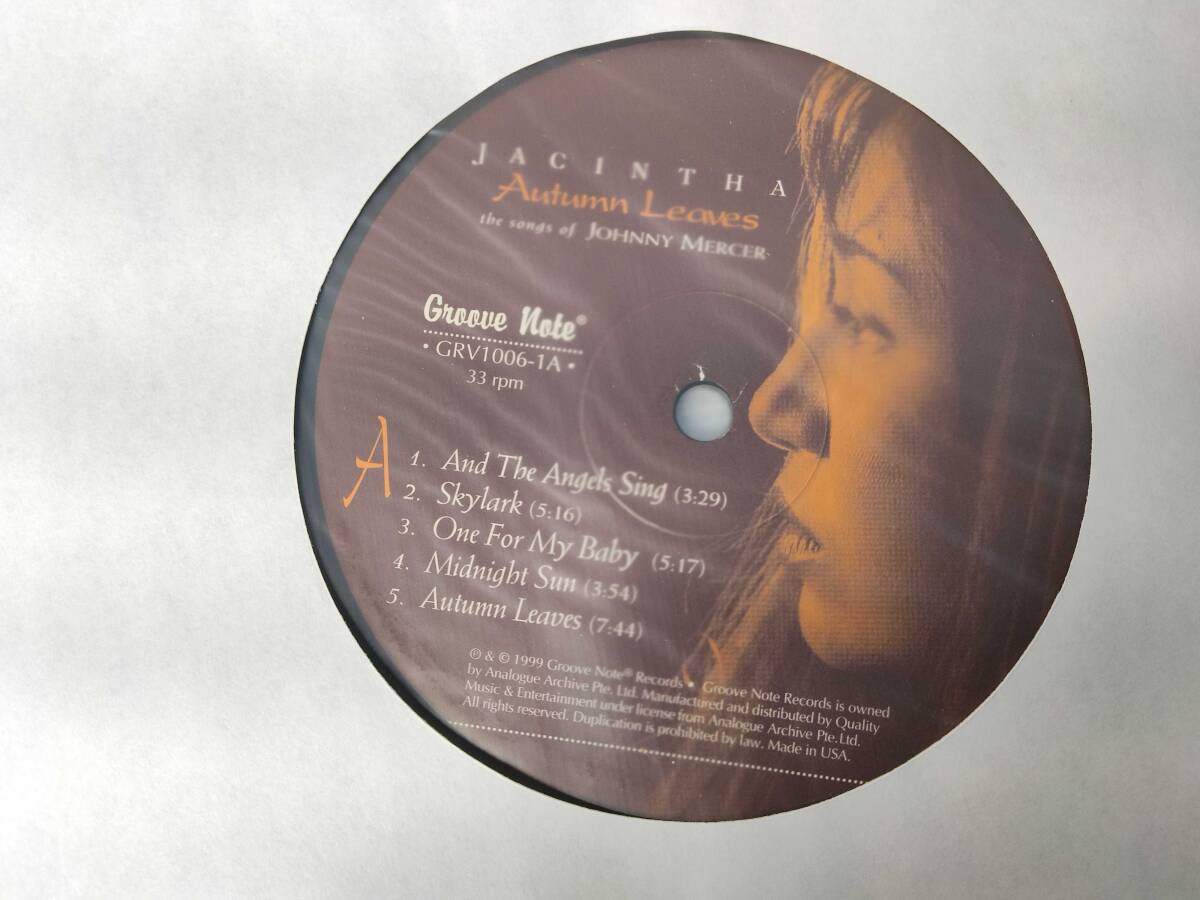 JACINTHA
Autumn Leaves
the songs of JOHNNY MERCER
Groove Note®
• GRV1006-1A •
33 rpm
A
1. And The Angels Sing (3:29)
2. Skylark (5:16)
3. One For My Baby (5:17)
4. Midnight Sun (3:54)
5. Autumn Leaves (7:44)
℗ & © 1999 Groove Note® Records • Groove Note Records is owned
by Analogue Archive Pte. Ltd. Manufactured and distributed by Quality
Music & Entertainment under license from Analogue Archive Pte.Ltd.
All rights reserved. Duplication is prohibited by law. Made in USA.